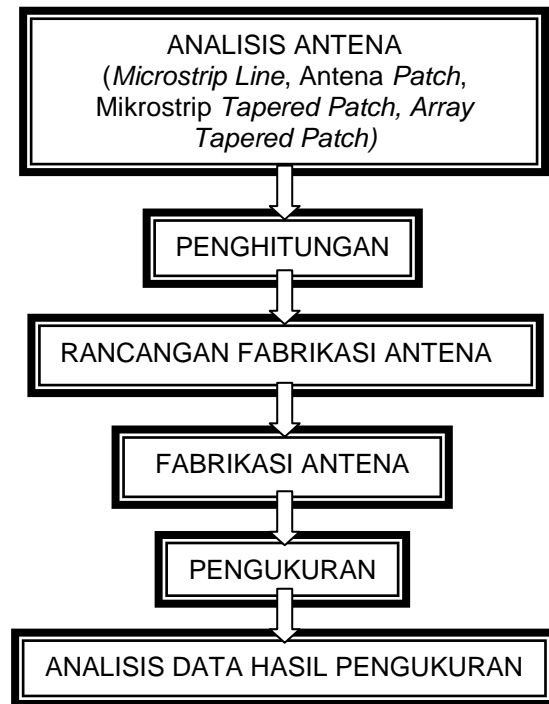 ANALISIS ANTENA
(Microstrip Line, Antena Patch,
Mikrostrip Tapered Patch, Array
Tapered Patch)
PENGHITUNGAN
RANCANGAN FABRIKASI ANTENA
FABRIKASI ANTENA
PENGUKURAN
ANALISIS DATA HASIL PENGUKURAN